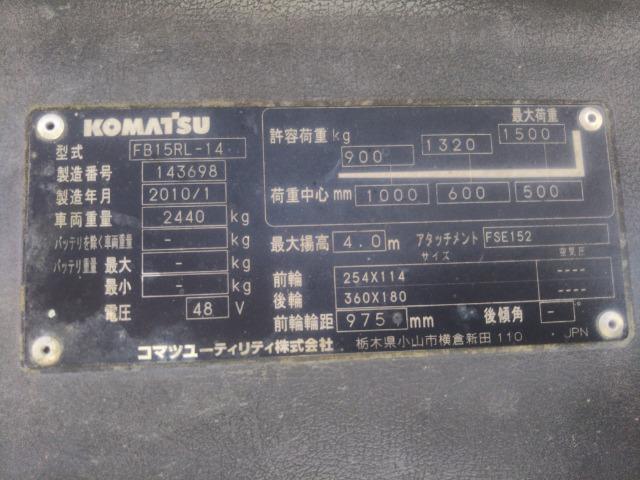 KOMATSU
型式 FB15RL-14
製造番号 143698
製造年月 2010/1
車両重量 2440 kg
バッテリを除く車両重量 - kg
バッテリ重量 最大 - kg
最小 - kg
電圧 48 V
最大荷重
許容荷重 kg 900 1320 1500
荷重中心 mm 1000 600 500
最大揚高 4.0 m アタッチメント FSE152
サイズ 空気圧
前輪 254X114 ----
後輪 360X180 ----
前輪輪距 975 mm 後傾角 - °
コマツユーティリティ株式会社 栃木県小山市横倉新田110 JPN